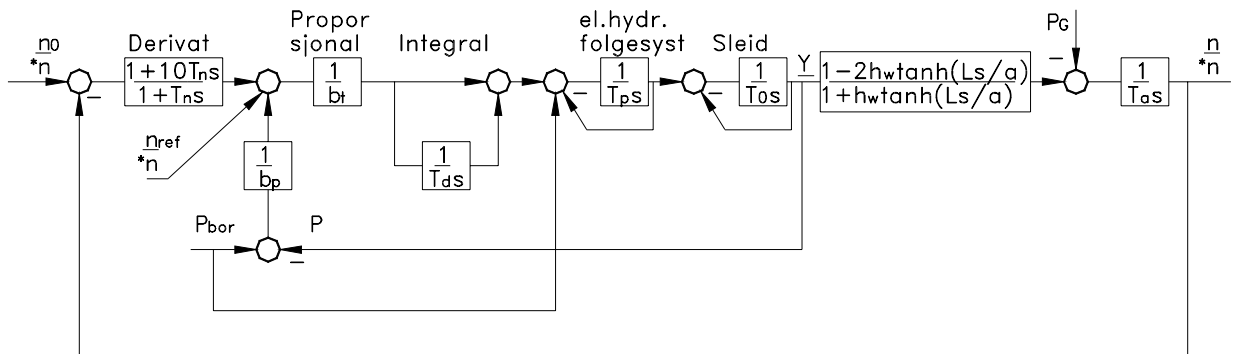 n0
*n
Derivat
1+10Tns
1+Tns
Propor
sjonal
1
bt
Integral
el.hydr.
folgesyst
1
Tps
Sleid
1
T0s
Y
1-2hwtanh(Ls/a)
1+hwtanh(Ls/a)
PG
1
Tas
n
*n
nref
*n
1
bp
1
Tds
Pbor
P